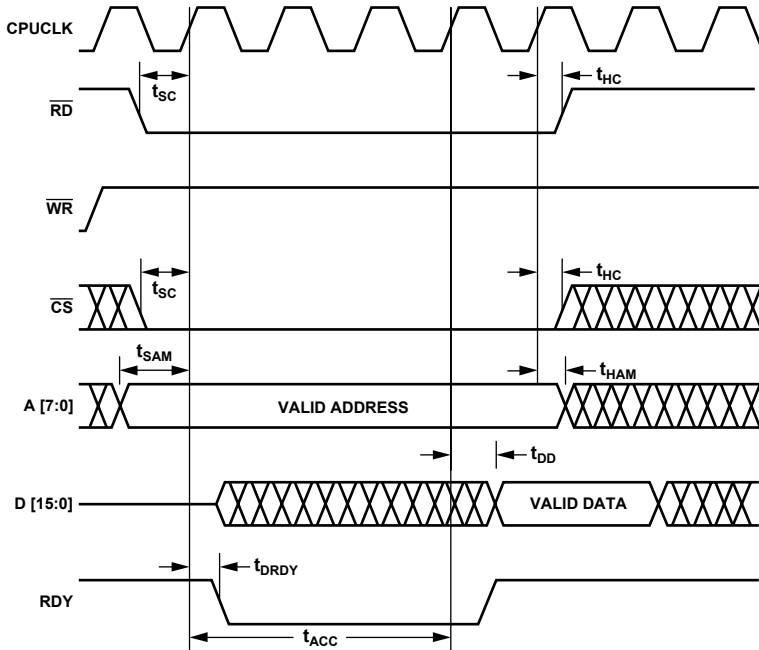 CPUCLK
tSC
tHC
RD
WR
tSC
tHC
CS
tSAM
tHAM
A [7:0]
VALID ADDRESS
tDD
D [15:0]
VALID DATA
tDRDY
RDY
tACC